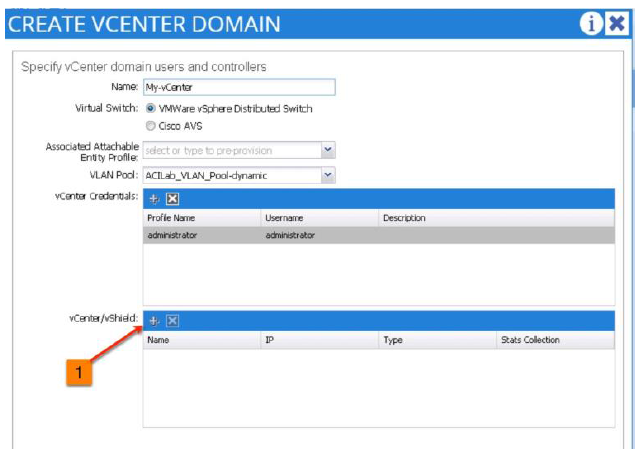 CREATE VCENTER DOMAIN
Specify vCenter domain users and controllers
Name: My-vCenter
Virtual Switch: VMWare vSphere Distributed Switch
Cisco AVS
Associated Attachable
Entity Profile: select or type to pre-provision
VLAN Pool: ACILab_VLAN_Pool-dynamic
vCenter Credentials:
Profile Name Username Description
administrator administrator
vCenter/vShield:
Name IP Type Stats Collection
1